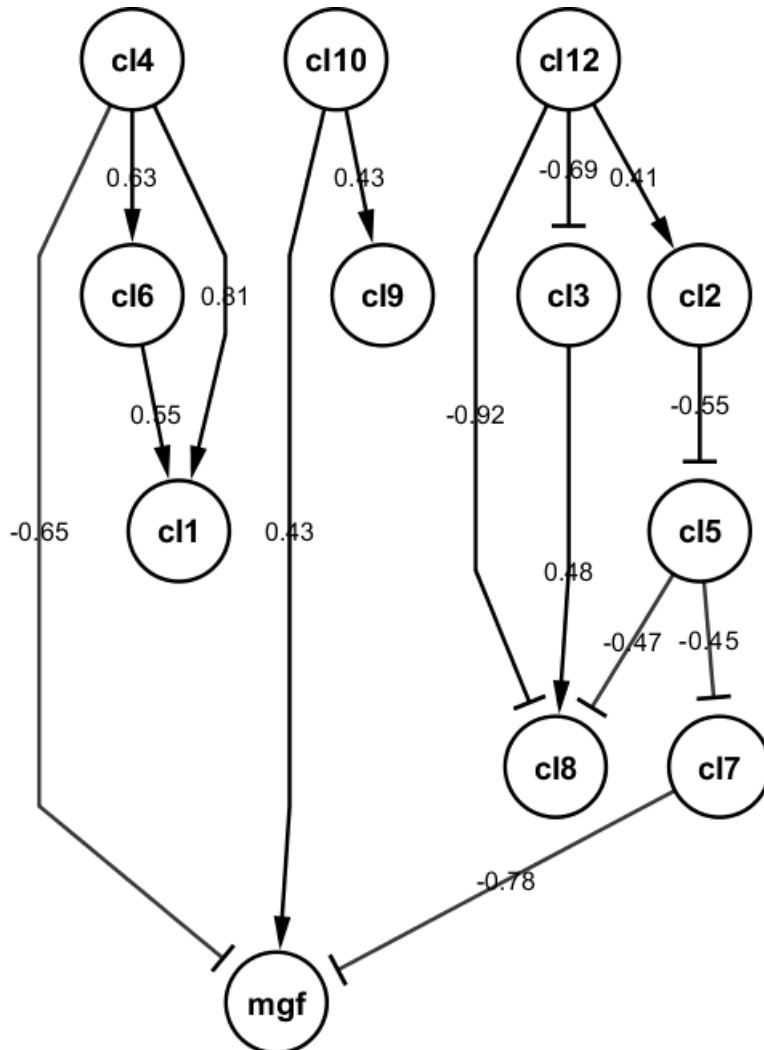 cl4 cl10 cl12
0.63 0.43 -0.69 0.41
cl6 0.81 cl9 cl3 cl2
0.55 -0.92 -0.55
-0.65 cl1 0.43 cl5
0.48
-0.47 -0.45
cl8 cl7
-0.78
mgf